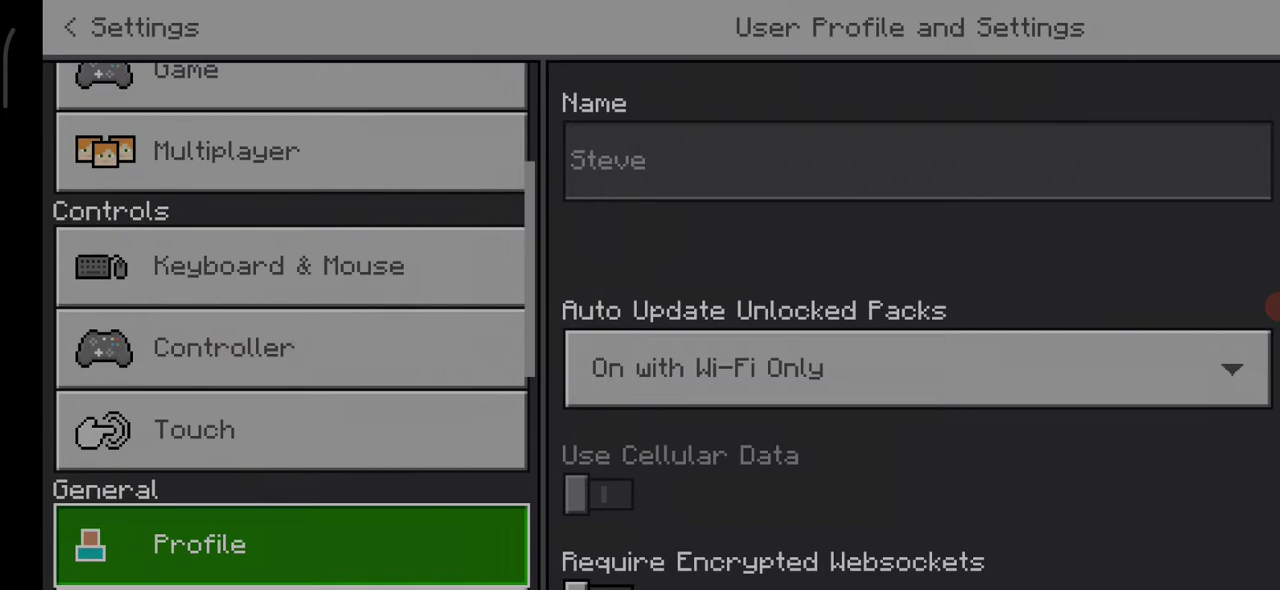 Settings
User Profile and Settings
Game
Multiplayer
Controls
Keyboard & Mouse
Controller
Touch
General
Profile
Name
Steve
Auto Update Unlocked Packs
On with Wi-Fi Only
Use Cellular Data
Require Encrypted Websockets